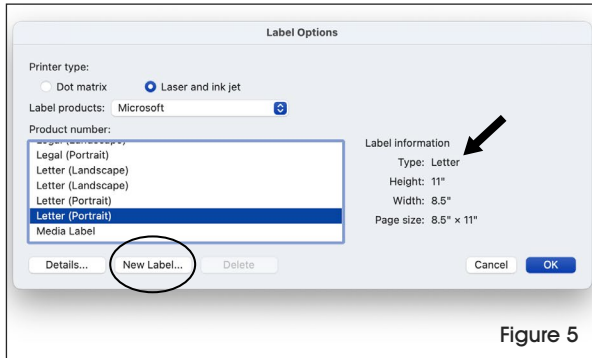 Label Options
Printer type:
Dot matrix
Laser and ink jet
Label products: Microsoft
Product number:
Legal (Landscape)
Legal (Portrait)
Letter (Landscape)
Letter (Landscape)
Letter (Portrait)
Letter (Portrait)
Media Label
Label information
Type: Letter
Height: 11"
Width: 8.5"
Page size: 8.5" × 11"
Details...
New Label...
Delete
Cancel
OK
Figure 5